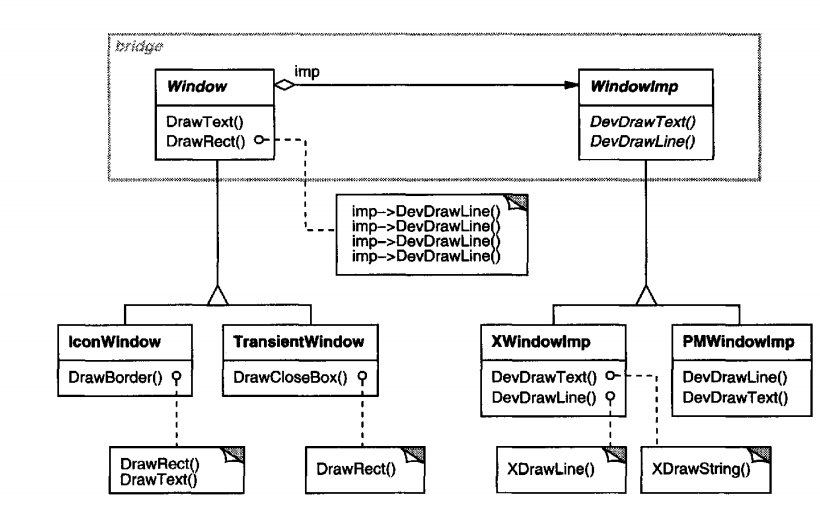 bridge
Window
imp
WindowImp
DrawText()
DrawRect()
DevDrawText()
DevDrawLine()
imp->DevDrawLine()
imp->DevDrawLine()
imp->DevDrawLine()
imp->DevDrawLine()
IconWindow
DrawBorder()
TransientWindow
DrawCloseBox()
XWindowImp
DevDrawText()
DevDrawLine()
PMWindowImp
DevDrawLine()
DevDrawText()
DrawRect()
DrawText()
DrawRect()
XDrawLine()
XDrawString()